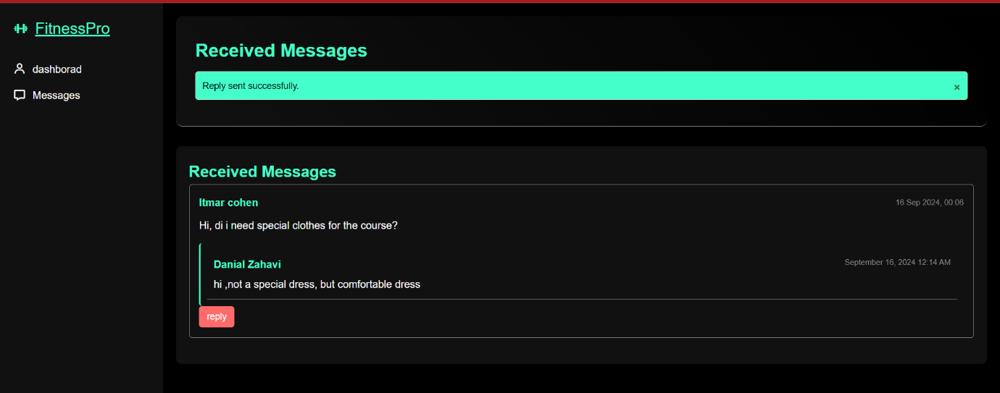 FitnessPro
dashborad
Messages
Received Messages
Reply sent successfully.
×
Received Messages
Itmar cohen
16 Sep 2024, 00:06
Hi, di i need special clothes for the course?
Danial Zahavi
September 16, 2024 12:14 AM
hi ,not a special dress, but comfortable dress
reply